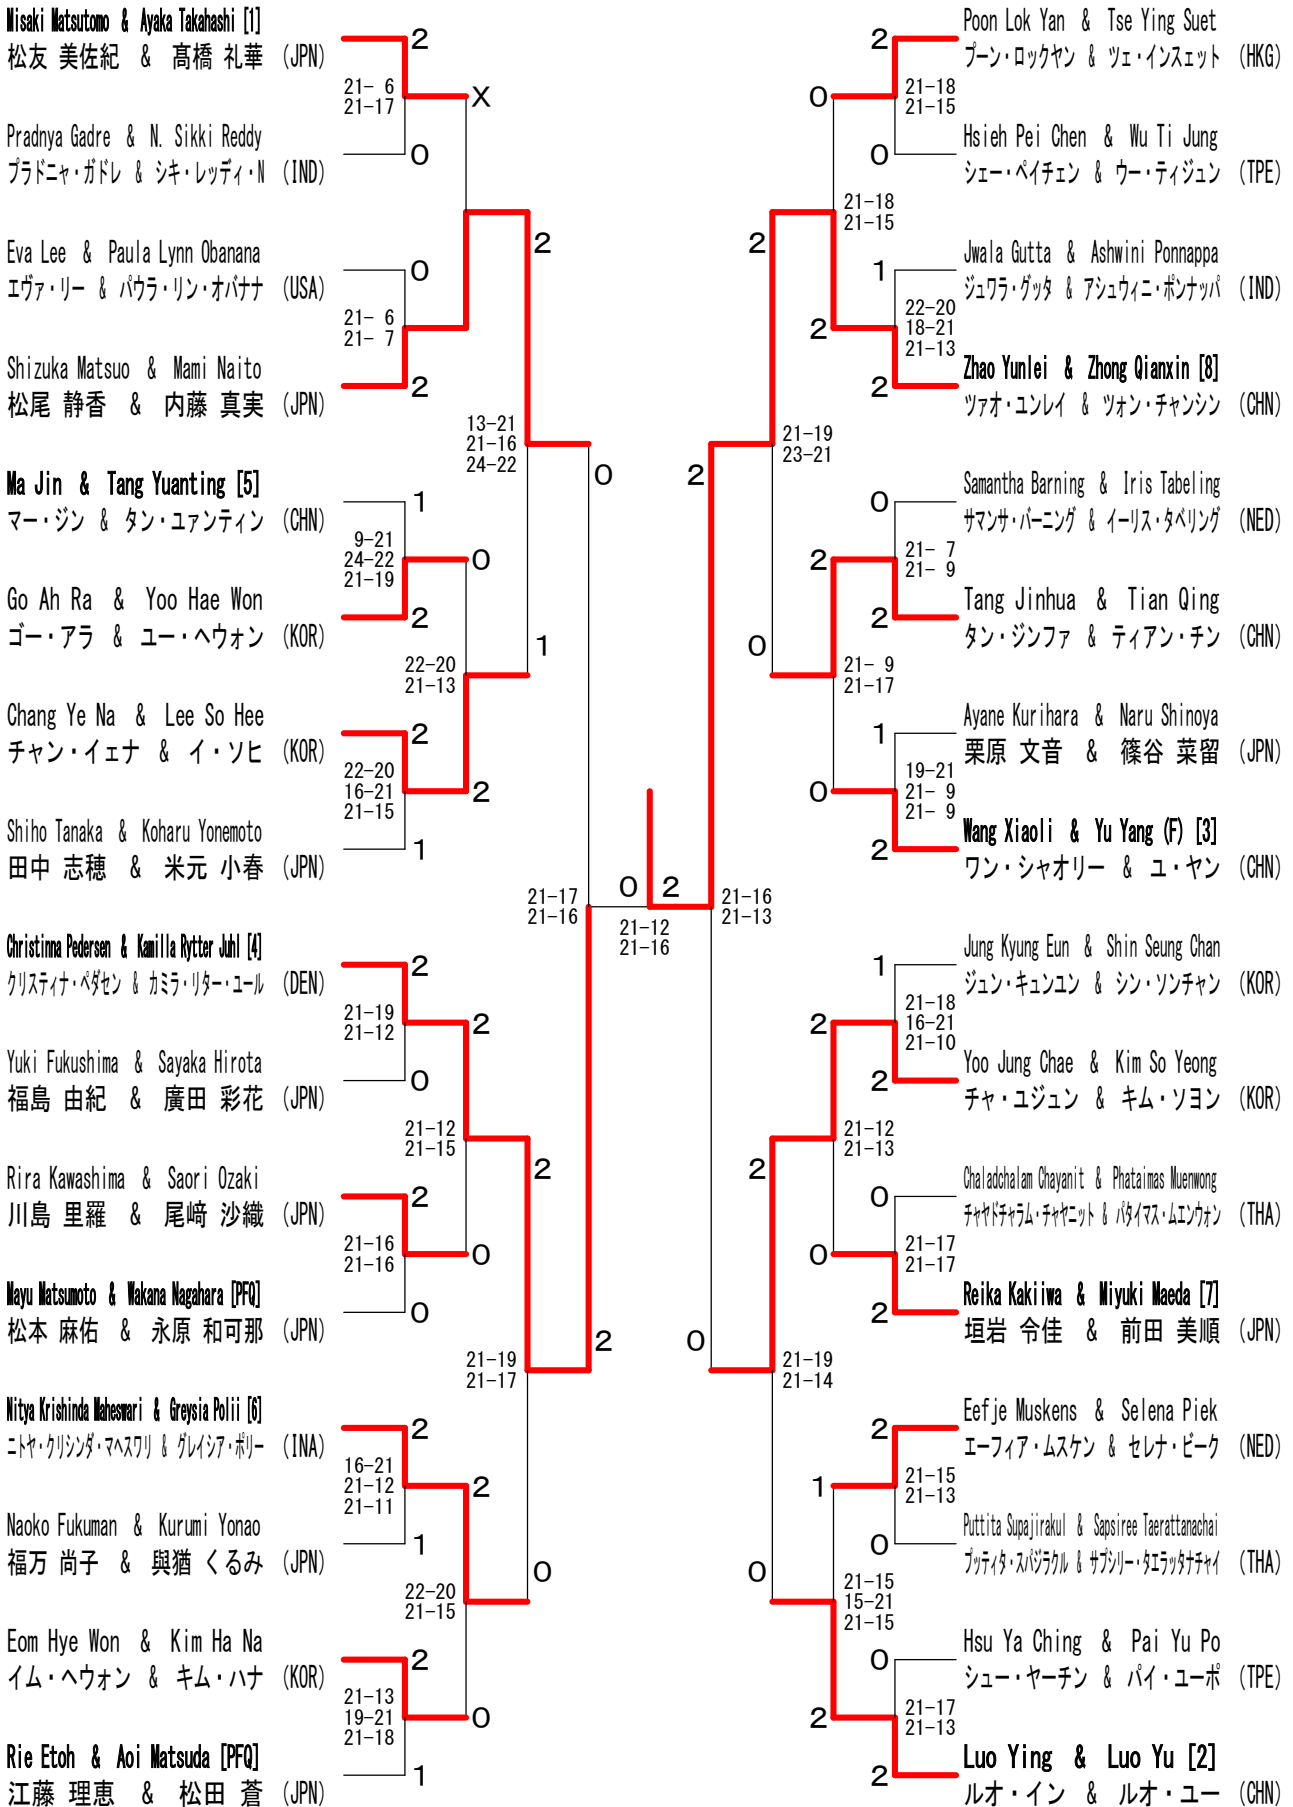 Misaki Matsutomo & Ayaka Takahashi [1]
松友 美佐紀 &髙橋 礼華 (JPN)
2
21- 6
21-17
X
Pradnya Gadre & N. Sikki Reddy
プラドニャ・ガドレ & シキ・レッディ・N (IND)
0
Eva Lee & Paula Lynn Obanana
エヴァ・リー & パウラ・リン・オバナナ (USA)
0
21- 6
21- 7
2
Shizuka Matsuo & Mami Naito
松尾 静香 & 内藤 真実 (JPN)
2
13-21
21-16
24-22
0
Ma Jin & Tang Yuanting [5]
マー・ジン & タン・ユァンティン (CHN)
1
9-21
24-22
21-19
0
Go Ah Ra & Yoo Hae Won
ゴー・アラ & ユー・ヘウォン (KOR)
2
22-20
21-13
1
Chang Ye Na & Lee So Hee
チャン・イェナ & イ・ソヒ (KOR)
2
22-20
16-21
21-15
2
Shiho Tanaka & Koharu Yonemoto
田中 志穂 & 米元 小春 (JPN)
1
21-17
21-16
0 2
21-12
21-16
Christinna Pedersen & Kamilla Rytter Juhl [4]
クリスティナ・ペダセン & カミラ・リター・ユール (DEN)
2
21-19
21-12
2
Yuki Fukushima & Sayaka Hirota
福島 由紀 & 廣田 彩花 (JPN)
0
21-12
21-15
2
Rira Kawashima & Saori Ozaki
川島 里羅 & 尾﨑 沙織 (JPN)
2
21-16
21-16
0
Mayu Matsumoto & Wakana Nagahara [PFQ]
松本 麻佑 & 永原 和可那 (JPN)
0
21-19
21-17
2
Nitya Krishinda Maheswari & Greysia Polii [6]
ニトヤ・クリシンダ・マヘスワリ & グレイシア・ポリー (INA)
2
16-21
21-12
21-11
2
Naoko Fukuman & Kurumi Yonao
福万 尚子 & 與猶 くるみ (JPN)
1
22-20
21-15
0
Eom Hye Won & Kim Ha Na
イム・ヘウォン & キム・ハナ (KOR)
2
21-13
19-21
21-18
0
Rie Etoh & Aoi Matsuda [PFQ]
江藤 理恵 & 松田 蒼 (JPN)
1
Poon Lok Yan & Tse Ying Suet
プーン・ロックヤン & ツェ・インスェット (HKG)
2
21-18
21-15
0
Hsieh Pei Chen & Wu Ti Jung
シェー・ペイチェン & ウー・ティジュン (TPE)
0
21-18
21-15
2
Jwala Gutta & Ashwini Ponnappa
ジュワラ・グッタ & アシュウィニ・ポンナッパ (IND)
1
22-20
18-21
21-13
2
Zhao Yunlei & Zhong Qianxin [8]
ツァオ・ユンレイ & ツォン・チャンシン (CHN)
2
21-19
23-21
2
Samantha Barning & Iris Tabeling
サマンサ・バーニング & イーリス・タベリング (NED)
0
21- 7
21- 9
2
Tang Jinhua & Tian Qing
タン・ジンファ & ティアン・チン (CHN)
2
21- 9
21-17
0
Ayane Kurihara & Naru Shinoya
栗原 文音 & 篠谷 菜留 (JPN)
1
19-21
21- 9
21- 9
0
Wang Xiaoli & Yu Yang (F) [3]
ワン・シャオリー & ユ・ヤン (CHN)
2
21-16
21-13
Jung Kyung Eun & Shin Seung Chan
ジュン・キュンユン & シン・ソンチャン (KOR)
1
21-18
16-21
21-10
2
Yoo Jung Chae & Kim So Yeong
チャ・ユジュン & キム・ソヨン (KOR)
2
21-12
21-13
2
Chaladchalam Chayanit & Phataimas Muenwong
チャヤドチャラム・チャヤニット & パタイマス・ムエンウォン (THA)
0
21-17
21-17
0
Reika Kakiiwa & Miyuki Maeda [7]
垣岩 令佳 & 前田 美順 (JPN)
2
21-19
21-14
0
Eefje Muskens & Selena Piek
エーフィア・ムスケン & セレナ・ピーク (NED)
2
21-15
21-13
1
Puttita Supajirakul & Sapsiree Taerattanachai
プッティタ・スパジラクル & サプシリー・タエラッタナチャイ (THA)
0
21-15
15-21
21-15
0
Hsu Ya Ching & Pai Yu Po
シュー・ヤーチン & パイ・ユーポ (TPE)
0
21-17
21-13
2
Luo Ying & Luo Yu [2]
ルオ・イン & ルオ・ユー (CHN)
2